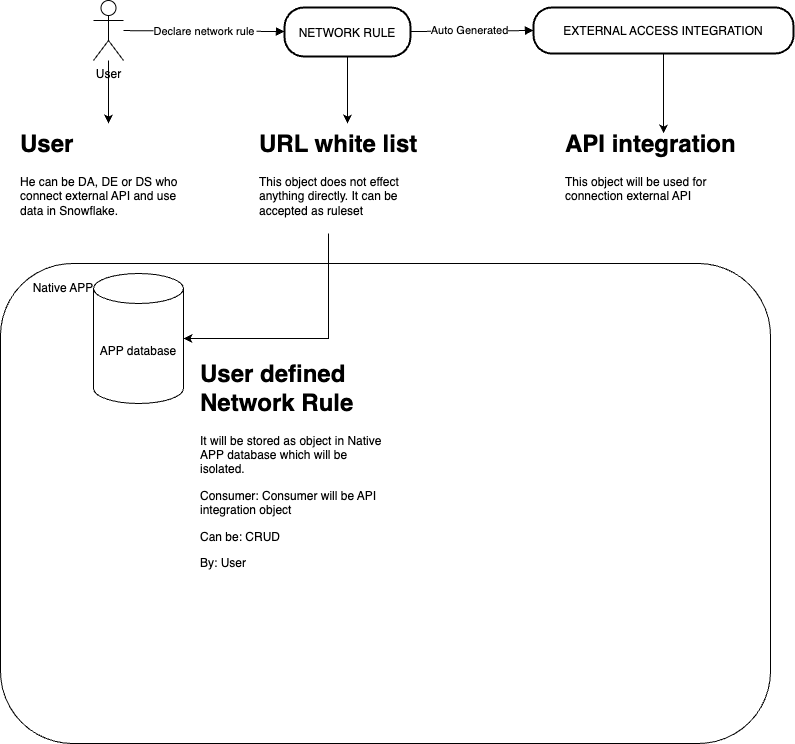 Declare network rule
NETWORK RULE
Auto Generated
EXTERNAL ACCESS INTEGRATION
User
User
He can be DA, DE or DS who
connect external API and use
data in Snowflake.
URL white list
This object does not effect
anything directly. It can be
accepted as ruleset
API integration
This object will be used for
connection external API
Native APP
APP database
User defined
Network Rule
It will be stored as object in Native
APP database which will be
isolated.
Consumer: Consumer will be API
integration object
Can be: CRUD
By: User